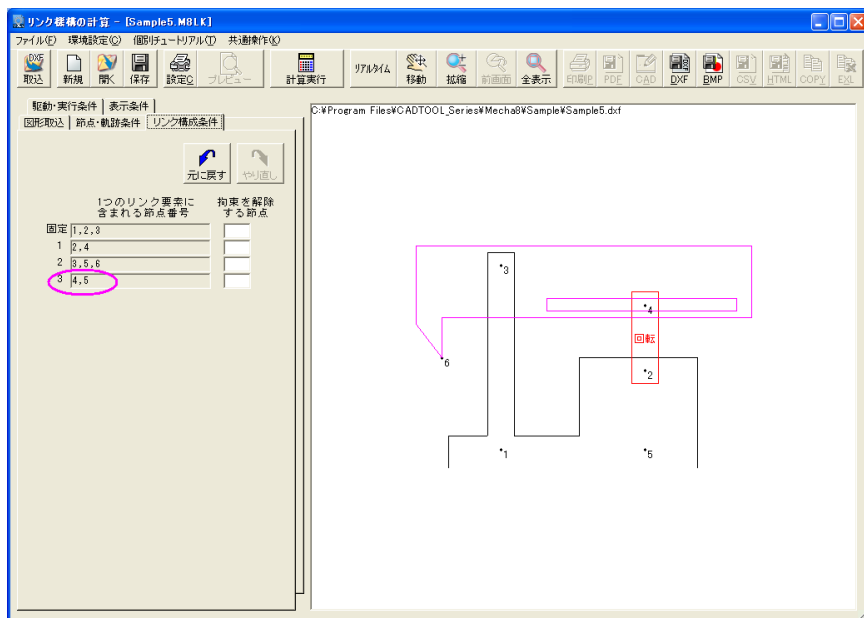 リンク機構の計算 - [Sample5.M8LK]
ファイル(F) 環境設定(C) 個別チュートリアル(T) 共通操作(K)
DXF
取込 新規 開く 保存 設定C プレビュー 計算実行 リアルタイム 移動 拡縮 前画面 全表示 印刷P PDF CAD DXF BMP CSV HTML COPY EXL
駆動・実行条件 表示条件
図形取込 節点・軌跡条件 リンク構成条件
C:¥Program Files¥CADTOOL_Series¥Mecha8¥Sample¥Sample5.dxf
元に戻す やり直し
1つのリンク要素に 拘束を解除
含まれる節点番号 する節点
固定 1,2,3
1 2,4
2 3,5,6
3 4,5
3
4
回転
6
2
1
5